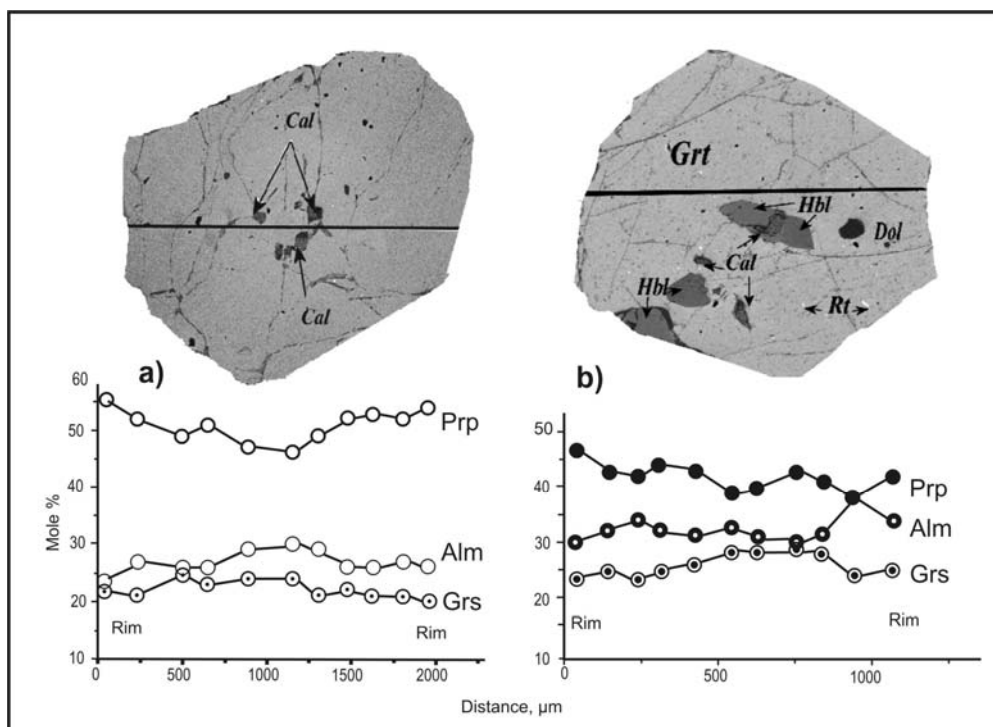 Cal
Cal
Grt
Hbl
Dol
Cal
Hbl
Rt
Hbl
a)
b)
60
50
40
30
20
10
Mole %
Prp
Alm
Grs
Rim
Rim
0
500
1000
1500
2000
50
40
30
20
10
Prp
Alm
Grs
Rim
Rim
0
500
1000
Distance, µm